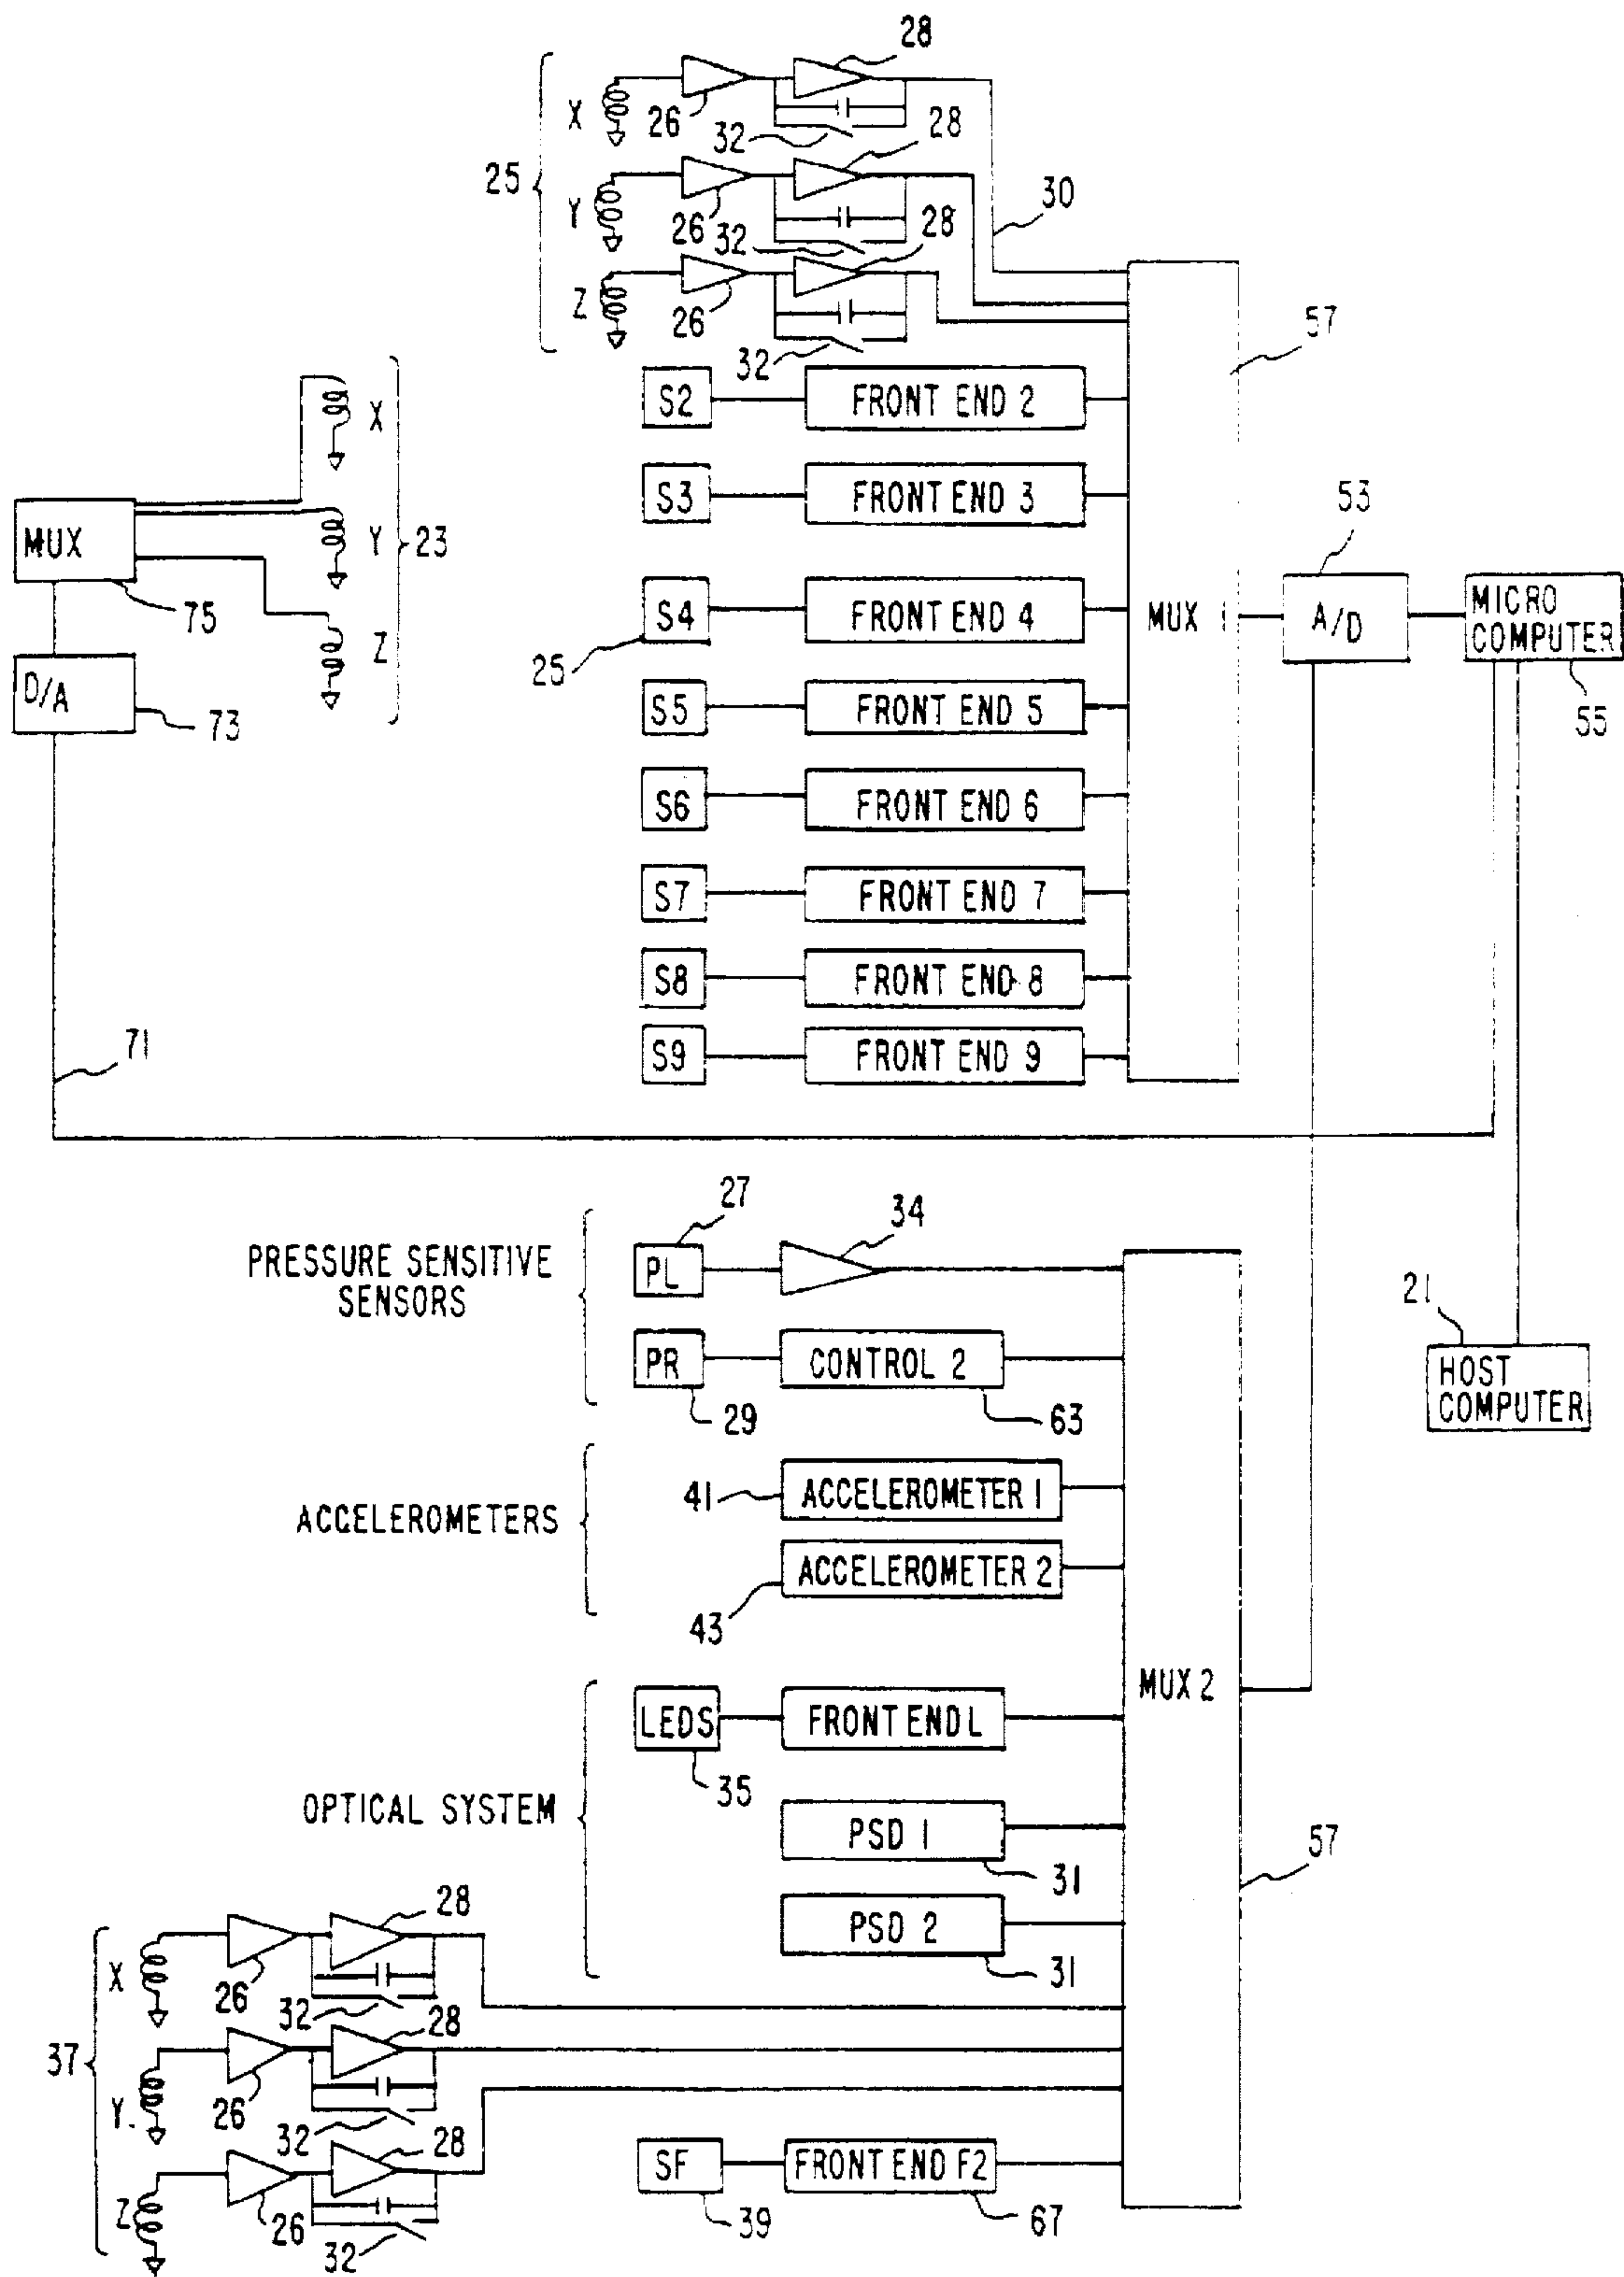 28
25
X
26
32
28
Y
26
32
28
30
Z
26
32
57
S2
FRONT END 2
X
S3
FRONT END 3
53
MUX
Y
23
75
S4
FRONT END 4
MUX 1
A/D
MICRO
COMPUTER
25
Z
55
D/A
73
S5
FRONT END 5
S6
FRONT END 6
S7
FRONT END 7
S8
FRONT END 8
71
S9
FRONT END 9
27
34
PRESSURE SENSITIVE
SENSORS
PL
21
PR
CONTROL 2
HOST
COMPUTER
29
63
41
ACCELEROMETER 1
ACCELEROMETERS
ACCELEROMETER 2
43
MUX 2
LEDS
FRONT END L
35
OPTICAL SYSTEM
PSD 1
31
57
PSD 2
31
28
X
26
32
28
37
Y
26
32
28
SF
FRONT END F2
Z
26
32
39
67